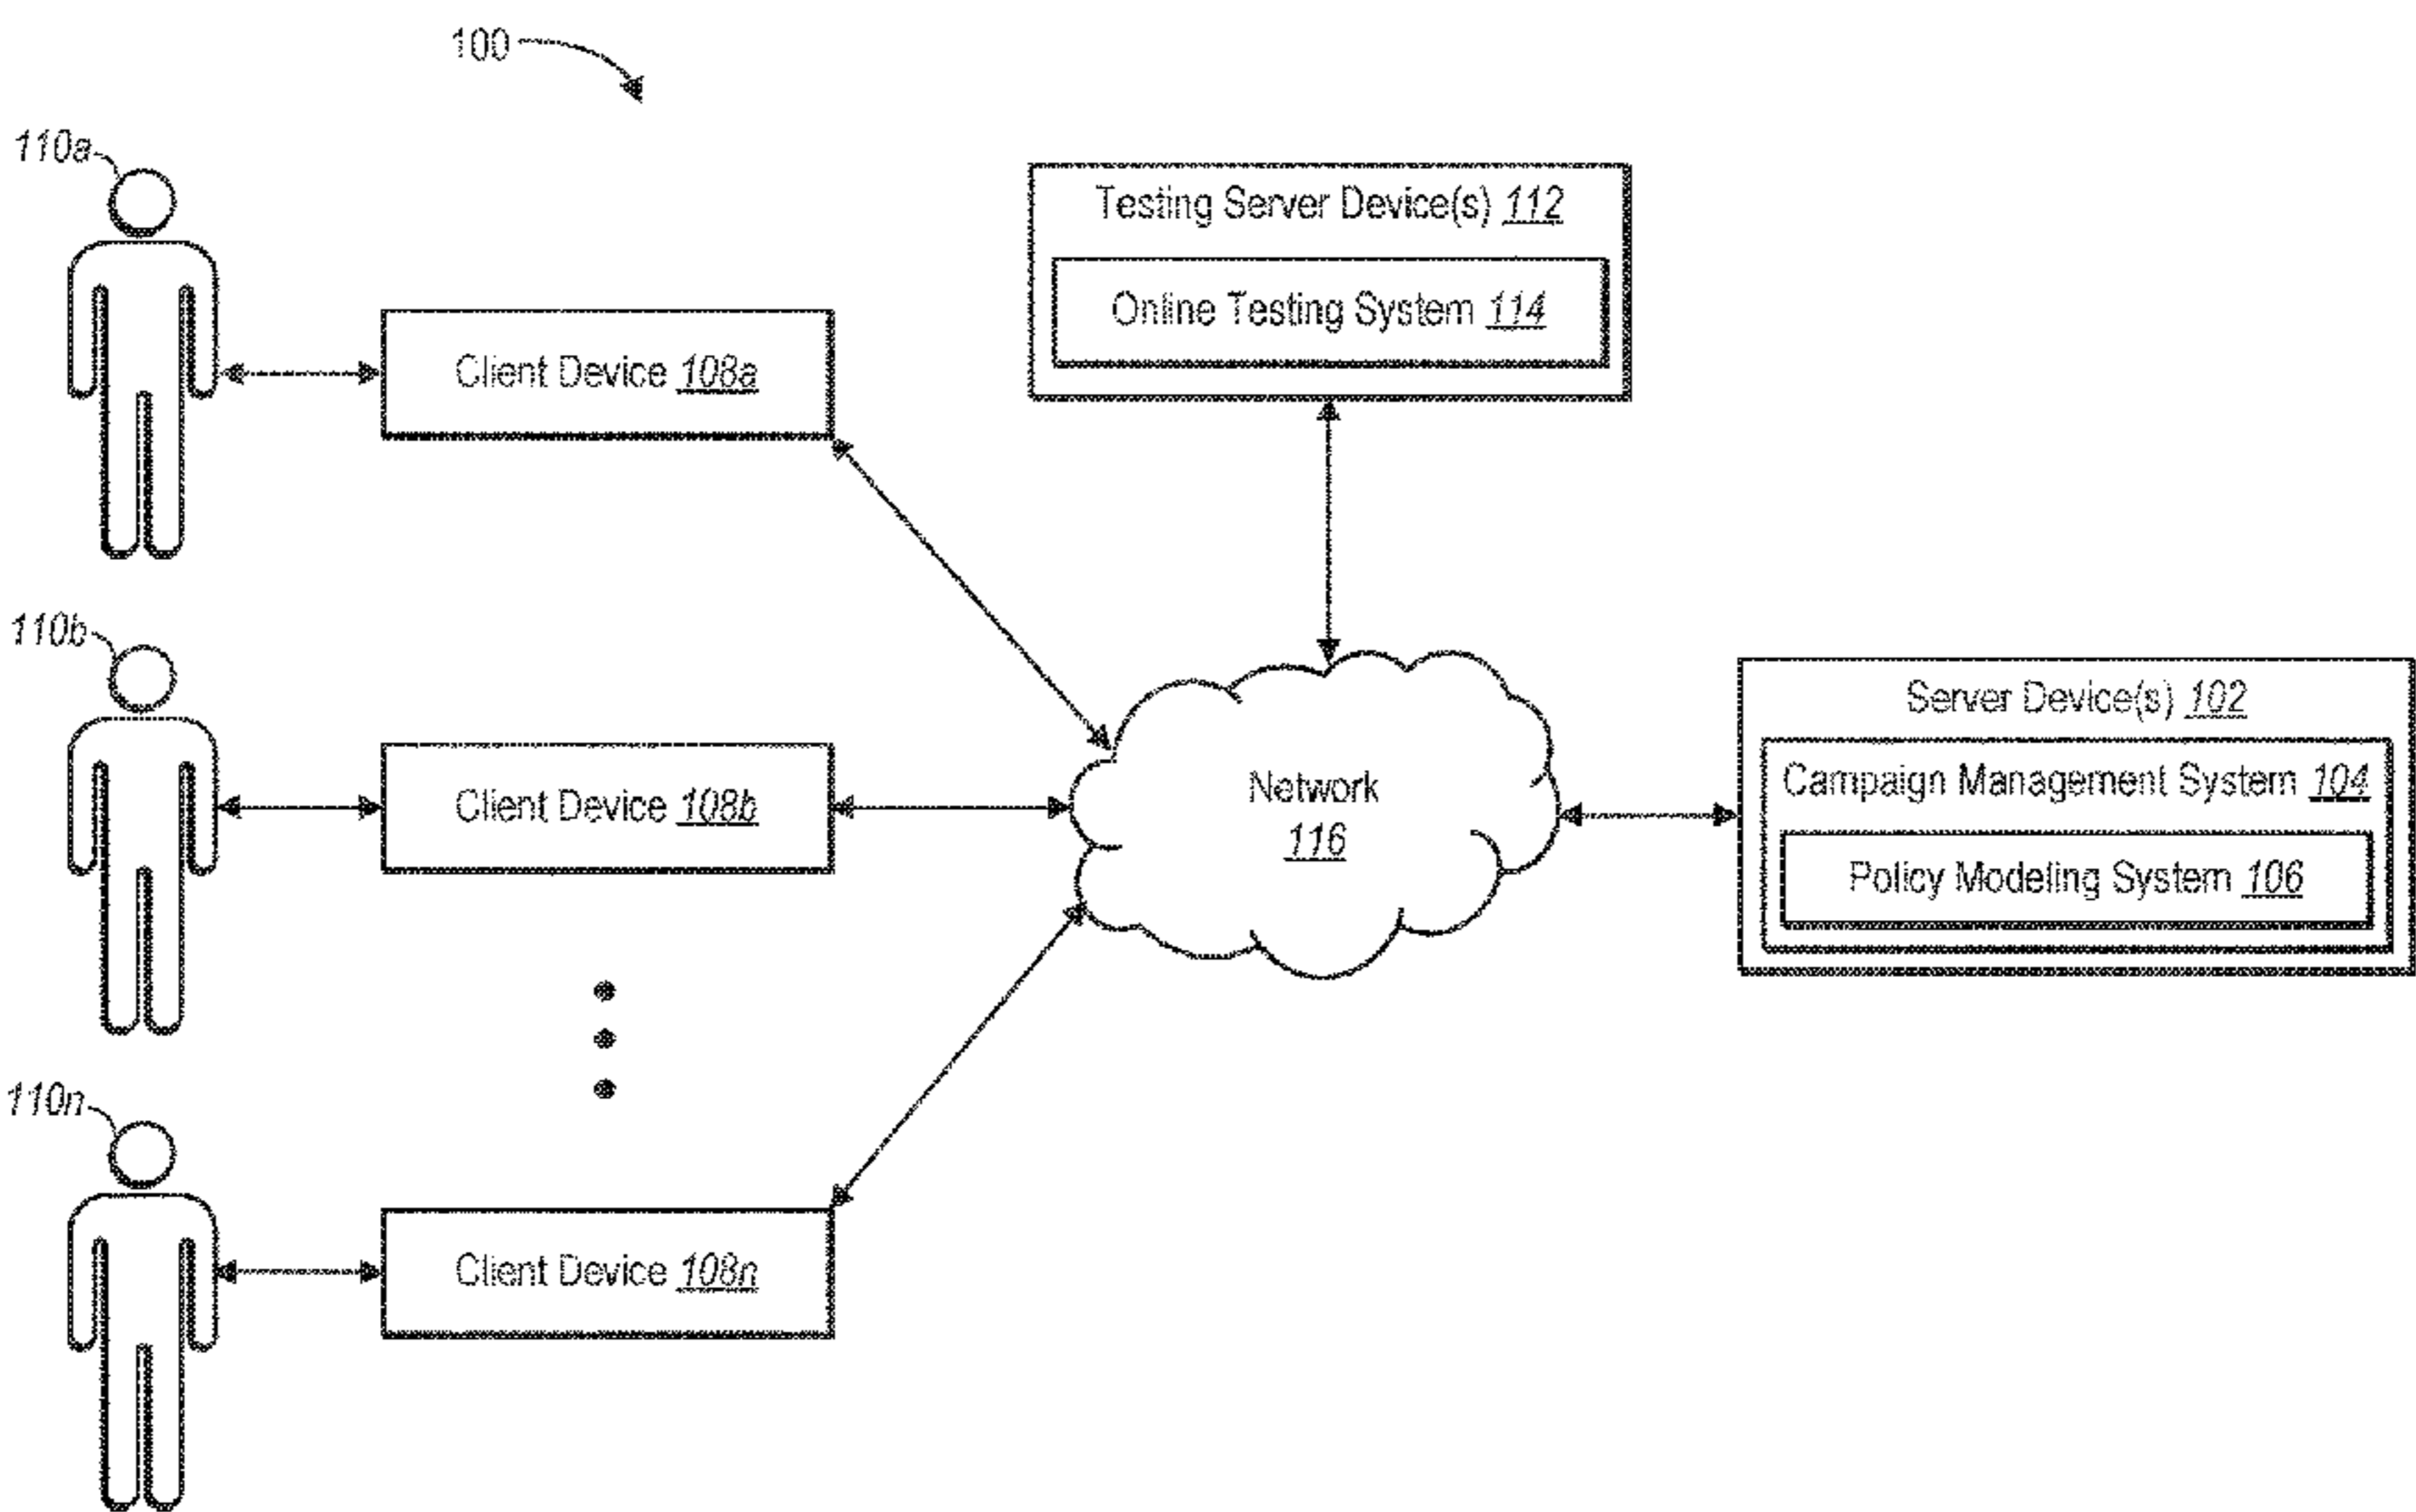 100
110a
Testing Server Device(s) 112
Online Testing System 114
Client Device 108a
110b
Server Device(s) 102
Campaign Management System 104
Policy Modeling System 106
Client Device 108b
Network
116
110n
Client Device 108n